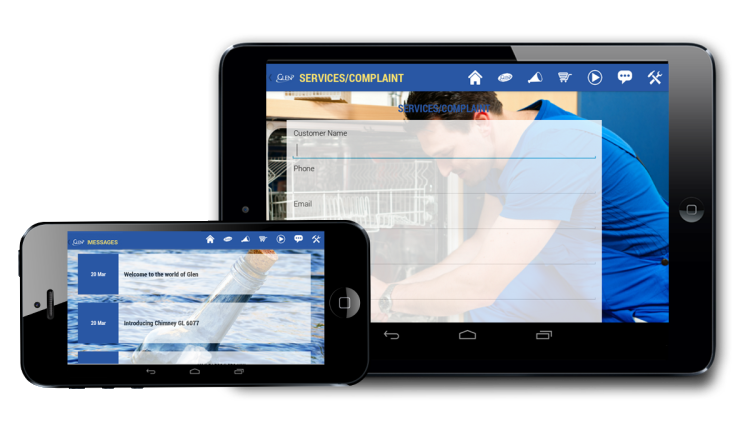 GLEN SERVICES/COMPLAINT
SERVICES/COMPLAINT
Customer Name
Phone
Email
GLEN MESSAGES
20 Mar Welcome to the world of Glen
20 Mar Introducing Chimney GL 6077